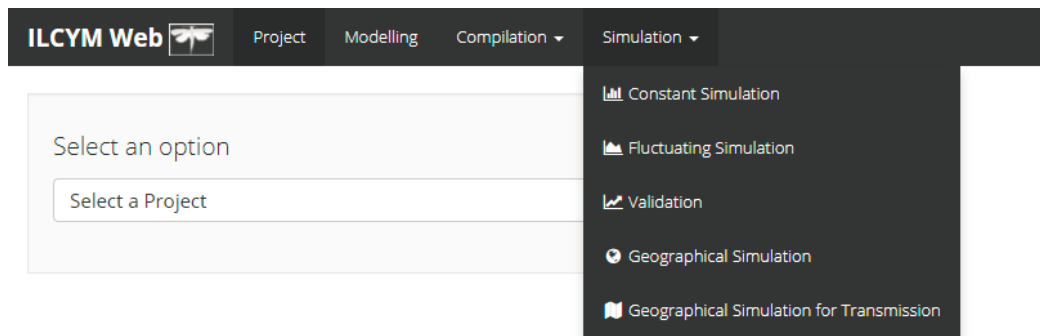 ILCYM Web Project Modelling Compilation Simulation
Constant Simulation
Select an option
Fluctuating Simulation
Select a Project
Validation
Geographical Simulation
Geographical Simulation for Transmission